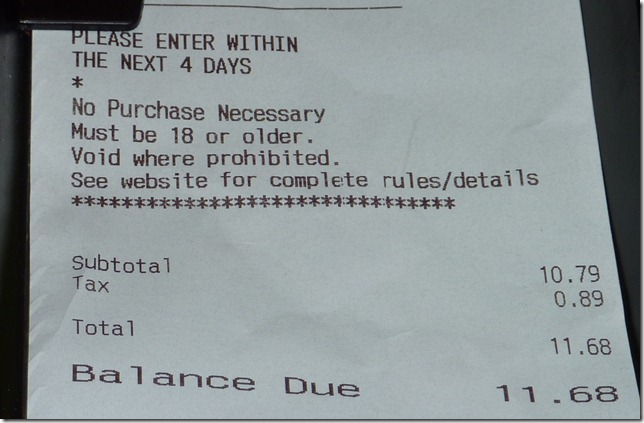 PLEASE ENTER WITHIN
THE NEXT 4 DAYS
*
No Purchase Necessary
Must be 18 or older.
Void where prohibited.
See website for complete rules/details
*******************************
Subtotal 10.79
Tax 0.89
Total 11.68
Balance Due 11.68